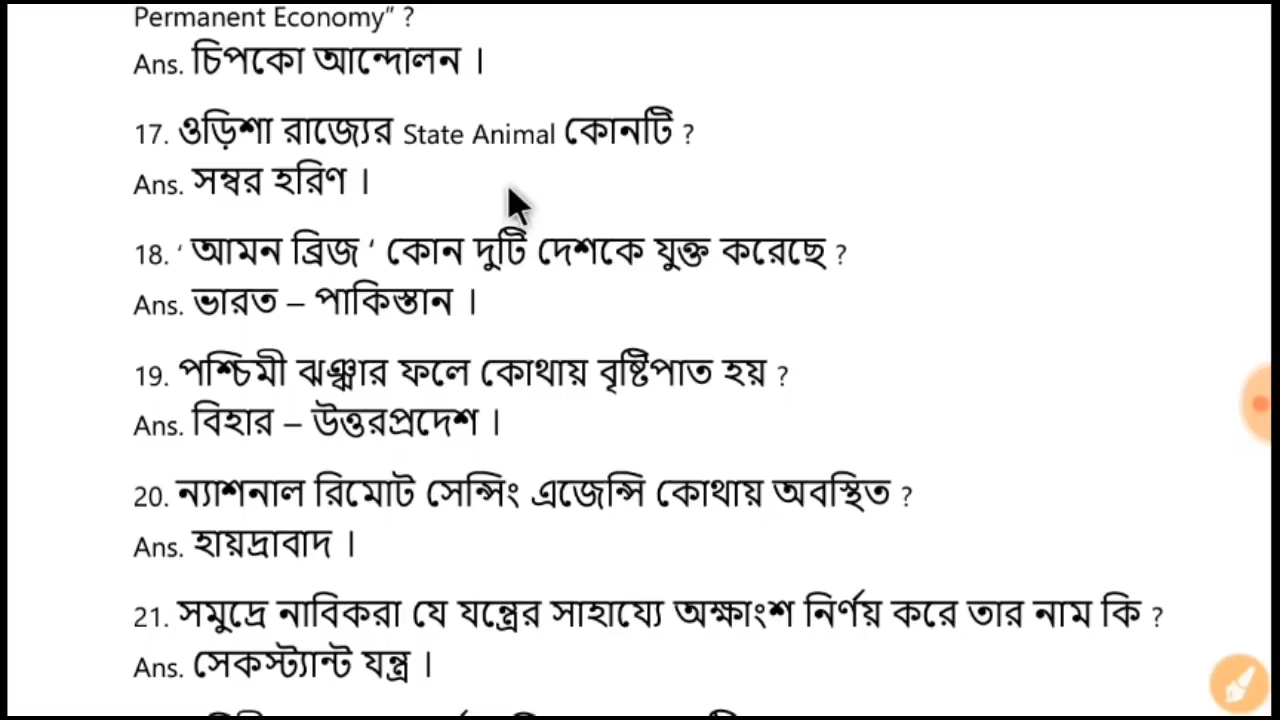 Permanent Economy” ?
Ans. চিপকো আন্দোলন ।
17. ওড়িশা রাজ্যের State Animal কোনটি ?
Ans. সম্বর হরিণ ।
18. ‘ আমন ব্রিজ ‘ কোন দুটি দেশকে যুক্ত করেছে ?
Ans. ভারত – পাকিস্তান ।
19. পশ্চিমী ঝঞ্ঝার ফলে কোথায় বৃষ্টিপাত হয় ?
Ans. বিহার – উত্তরপ্রদেশ ।
20. ন্যাশনাল রিমোট সেন্সিং এজেন্সি কোথায় অবস্থিত ?
Ans. হায়দ্রাবাদ ।
21. সমুদ্রে নাবিকরা যে যন্ত্রের সাহায্যে অক্ষাংশ নির্ণয় করে তার নাম কি ?
Ans. সেকস্ট্যান্ট যন্ত্র ।